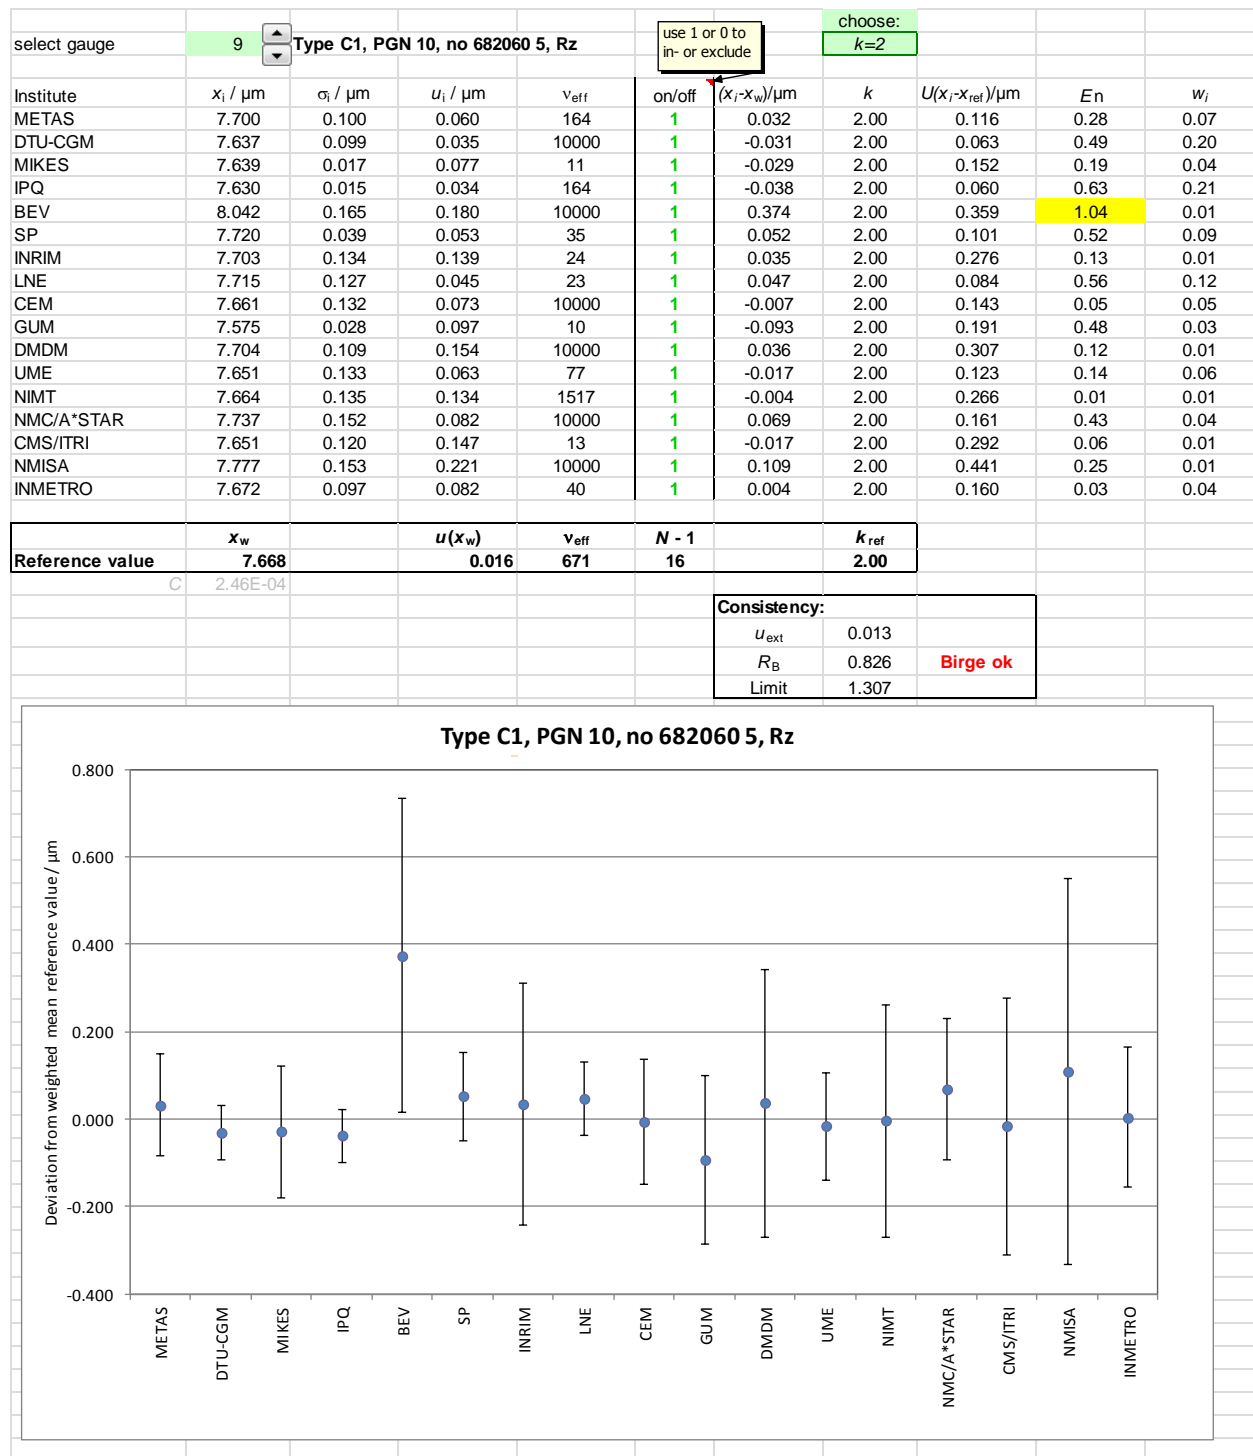 choose:
select gauge 9 Type C1, PGN 10, no 682060 5, Rz use 1 or 0 to in- or exclude k=2
Institute xi / µm σi / µm ui / µm νeff on/off (xi-xw)/µm k U(xi-xref)/µm En wi
METAS 7.700 0.100 0.060 164 1 0.032 2.00 0.116 0.28 0.07
DTU-CGM 7.637 0.099 0.035 10000 1 -0.031 2.00 0.063 0.49 0.20
MIKES 7.639 0.017 0.077 11 1 -0.029 2.00 0.152 0.19 0.04
IPQ 7.630 0.015 0.034 164 1 -0.038 2.00 0.060 0.63 0.21
BEV 8.042 0.165 0.180 10000 1 0.374 2.00 0.359 1.04 0.01
SP 7.720 0.039 0.053 35 1 0.052 2.00 0.101 0.52 0.09
INRIM 7.703 0.134 0.139 24 1 0.035 2.00 0.276 0.13 0.01
LNE 7.715 0.127 0.045 23 1 0.047 2.00 0.084 0.56 0.12
CEM 7.661 0.132 0.073 10000 1 -0.007 2.00 0.143 0.05 0.05
GUM 7.575 0.028 0.097 10 1 -0.093 2.00 0.191 0.48 0.03
DMDM 7.704 0.109 0.154 10000 1 0.036 2.00 0.307 0.12 0.01
UME 7.651 0.133 0.063 77 1 -0.017 2.00 0.123 0.14 0.06
NIMT 7.664 0.135 0.134 1517 1 -0.004 2.00 0.266 0.01 0.01
NMC/A*STAR 7.737 0.152 0.082 10000 1 0.069 2.00 0.161 0.43 0.04
CMS/ITRI 7.651 0.120 0.147 13 1 -0.017 2.00 0.292 0.06 0.01
NMISA 7.777 0.153 0.221 10000 1 0.109 2.00 0.441 0.25 0.01
INMETRO 7.672 0.097 0.082 40 1 0.004 2.00 0.160 0.03 0.04
xw u(xw) νeff N - 1 kref
Reference value 7.668 0.016 671 16 2.00
C 2.46E-04
Consistency:
uext 0.013
RB 0.826 Birge ok
Limit 1.307
Type C1, PGN 10, no 682060 5, Rz
Deviation from weighted mean reference value / µm
0.800
0.600
0.400
0.200
0.000
-0.200
-0.400
METAS
DTU-CGM
MIKES
IPQ
BEV
SP
INRIM
LNE
CEM
GUM
DMDM
UME
NIMT
NMC/A*STAR
CMS/ITRI
NMISA
INMETRO